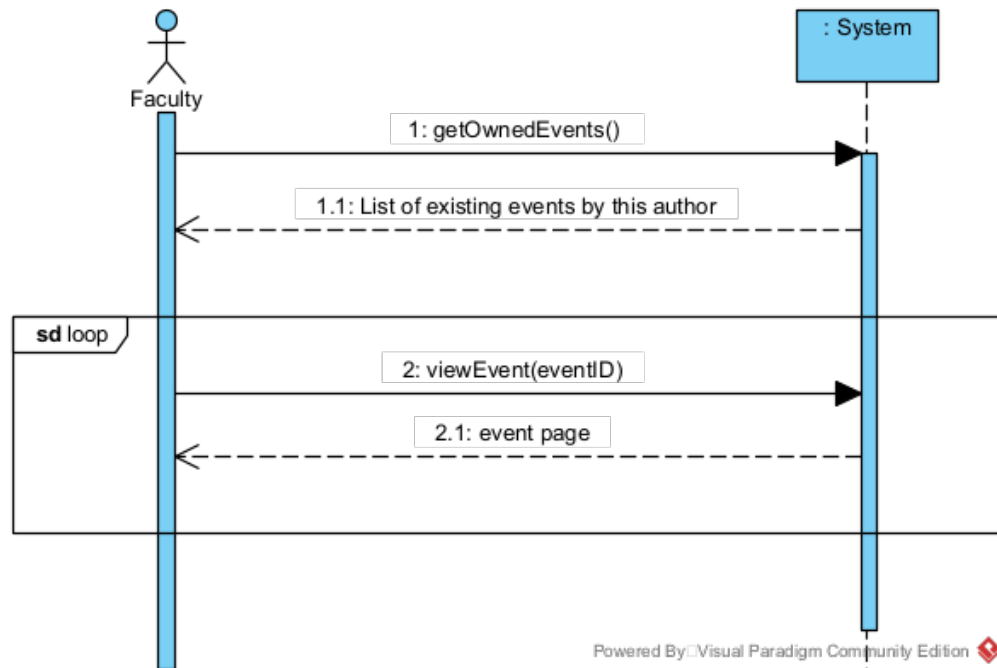 : System
Faculty
1: getOwnedEvents()
1.1: List of existing events by this author
sd loop
2: viewEvent(eventID)
2.1: event page
Powered By Visual Paradigm Community Edition